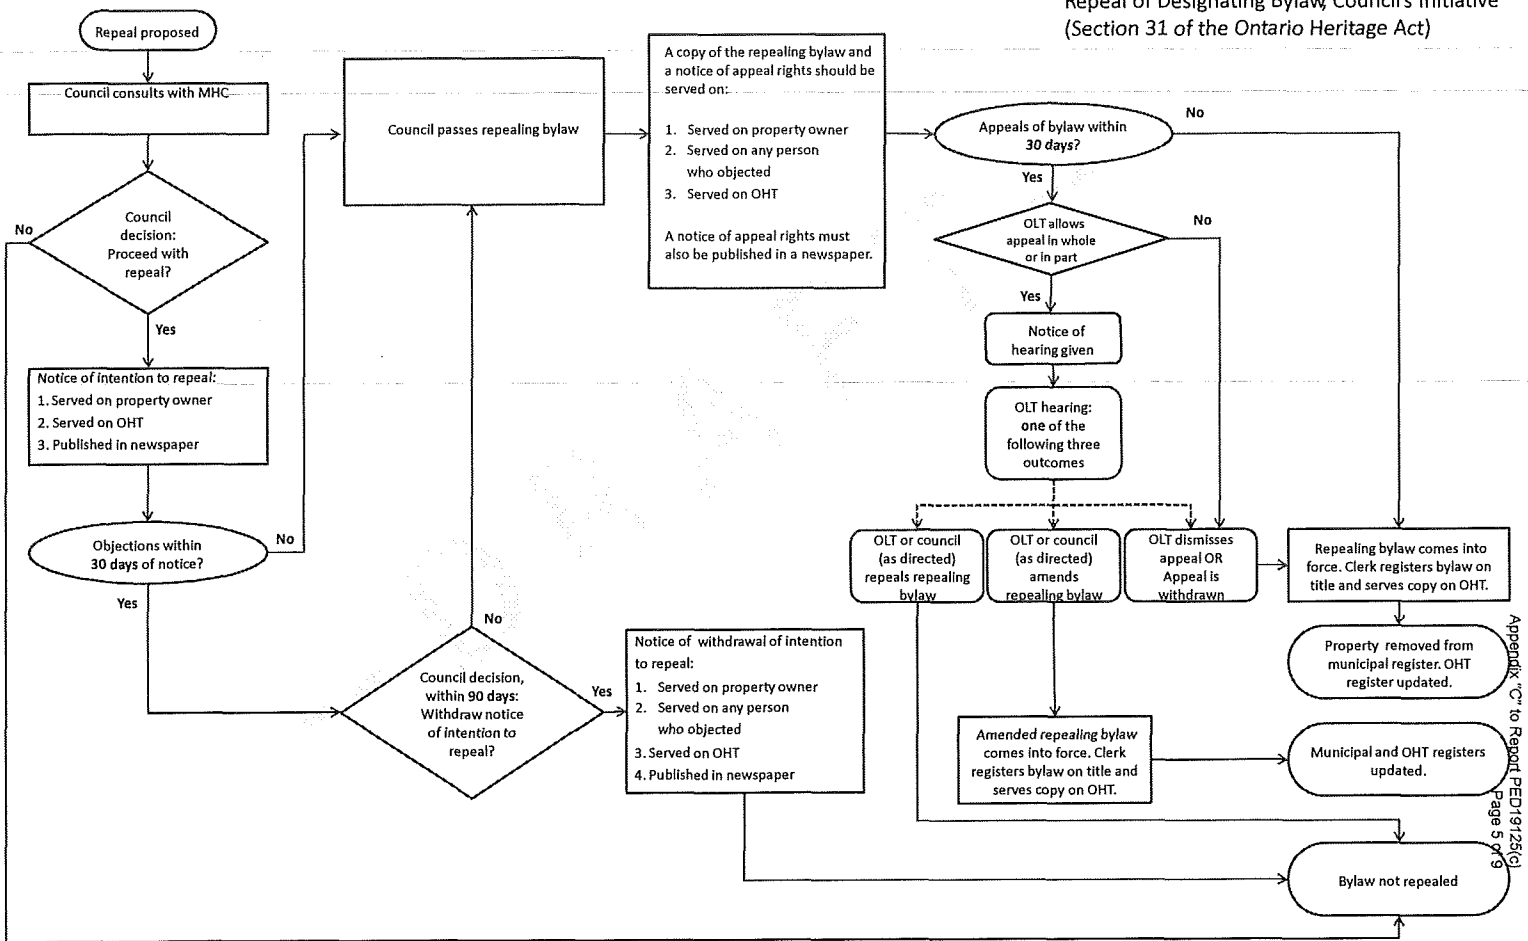 Repeal of Designating Bylaw, Council's Initiative
(Section 31 of the Ontario Heritage Act)
Repeal proposed
Council consults with MHC
Council
decision:
Proceed with
repeal?
No
Yes
Notice of intention to repeal:
1. Served on property owner
2. Served on OHT
3. Published in newspaper
Objections within
30 days of notice?
No
Yes
Council passes repealing bylaw
No
Council decision,
within 90 days:
Withdraw notice
of intention to
repeal?
Yes
Notice of withdrawal of intention
to repeal:
1. Served on property owner
2. Served on any person
who objected
3. Served on OHT
4. Published in newspaper
A copy of the repealing bylaw and
a notice of appeal rights should be
served on:
1. Served on property owner
2. Served on any person
who objected
3. Served on OHT
A notice of appeal rights must
also be published in a newspaper.
Appeals of bylaw within
30 days?
No
Yes
OLT allows
appeal in whole
or in part
No
Yes
Notice of
hearing given
OLT hearing:
one of the
following three
outcomes
OLT or council
(as directed)
repeals repealing
bylaw
OLT or council
(as directed)
amends
repealing bylaw
OLT dismisses
appeal OR
Appeal is
withdrawn
Repealing bylaw comes into
force. Clerk registers bylaw on
title and serves copy on OHT.
Property removed from
municipal register. OHT
register updated.
Amended repealing bylaw
comes into force. Clerk
registers bylaw on title and
serves copy on OHT.
Municipal and OHT registers
updated.
Bylaw not repealed
Appendix "C" to Report PED19125(c)
Page 5 of 9